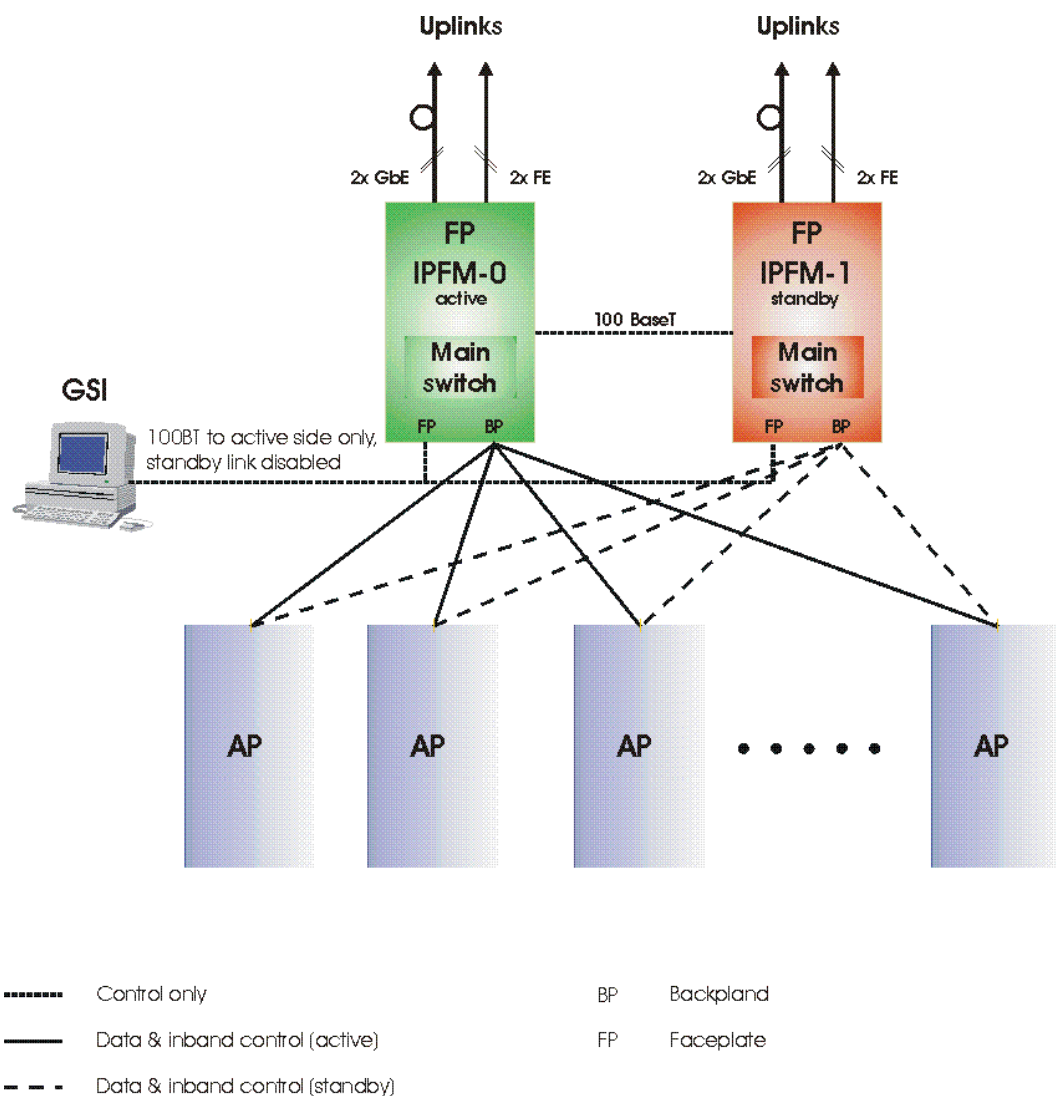 Uplinks
Uplinks
2x GbE
2x FE
2x GbE
2x FE
FP
IPFM-0
active
Main
switch
FP
BP
FP
IPFM-1
standby
Main
switch
FP
BP
100 BaseT
GSI
100BT to active side only,
standby link disabled
AP
AP
AP
AP
Control only
Data & inband control (active)
Data & inband control (standby)
BP Backpland
FP Faceplate